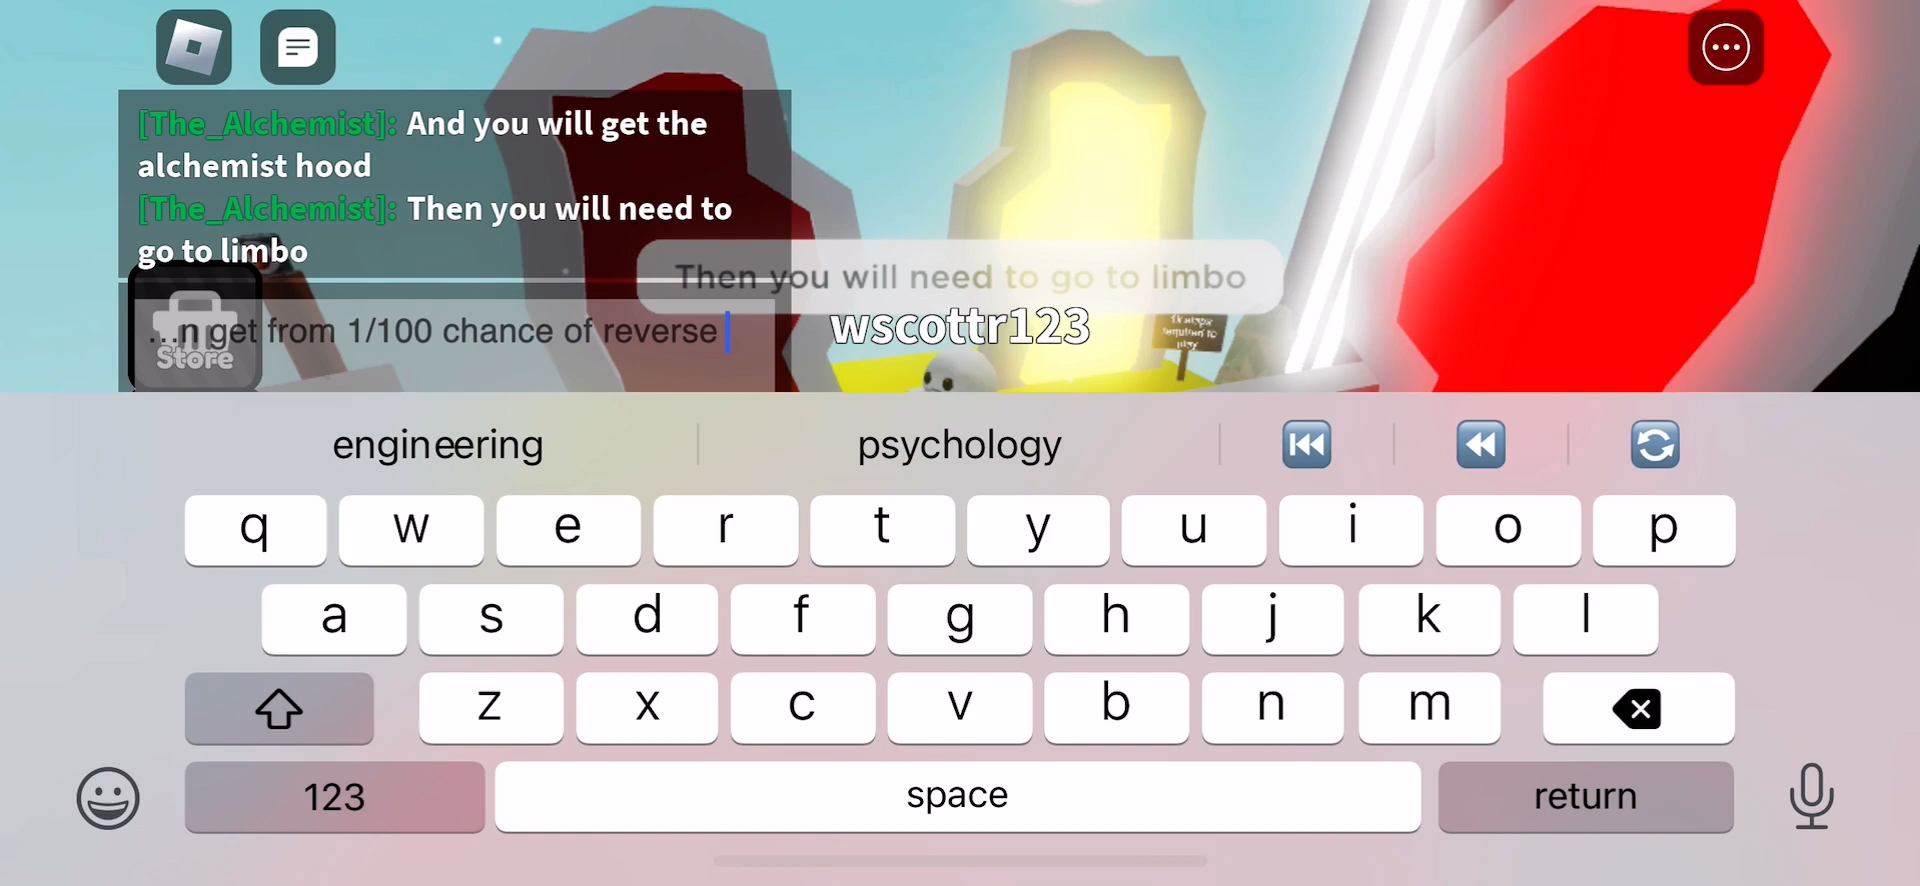 [The_Alchemist]: And you will get the
alchemist hood
[The_Alchemist]: Then you will need to
go to limbo
Then you will need to go to limbo
...n get from 1/100 chance of reverse
Store
wscottr123
engineering
psychology
q w e r t y u i o p
a s d f g h j k l
z x c v b n m
123
space
return